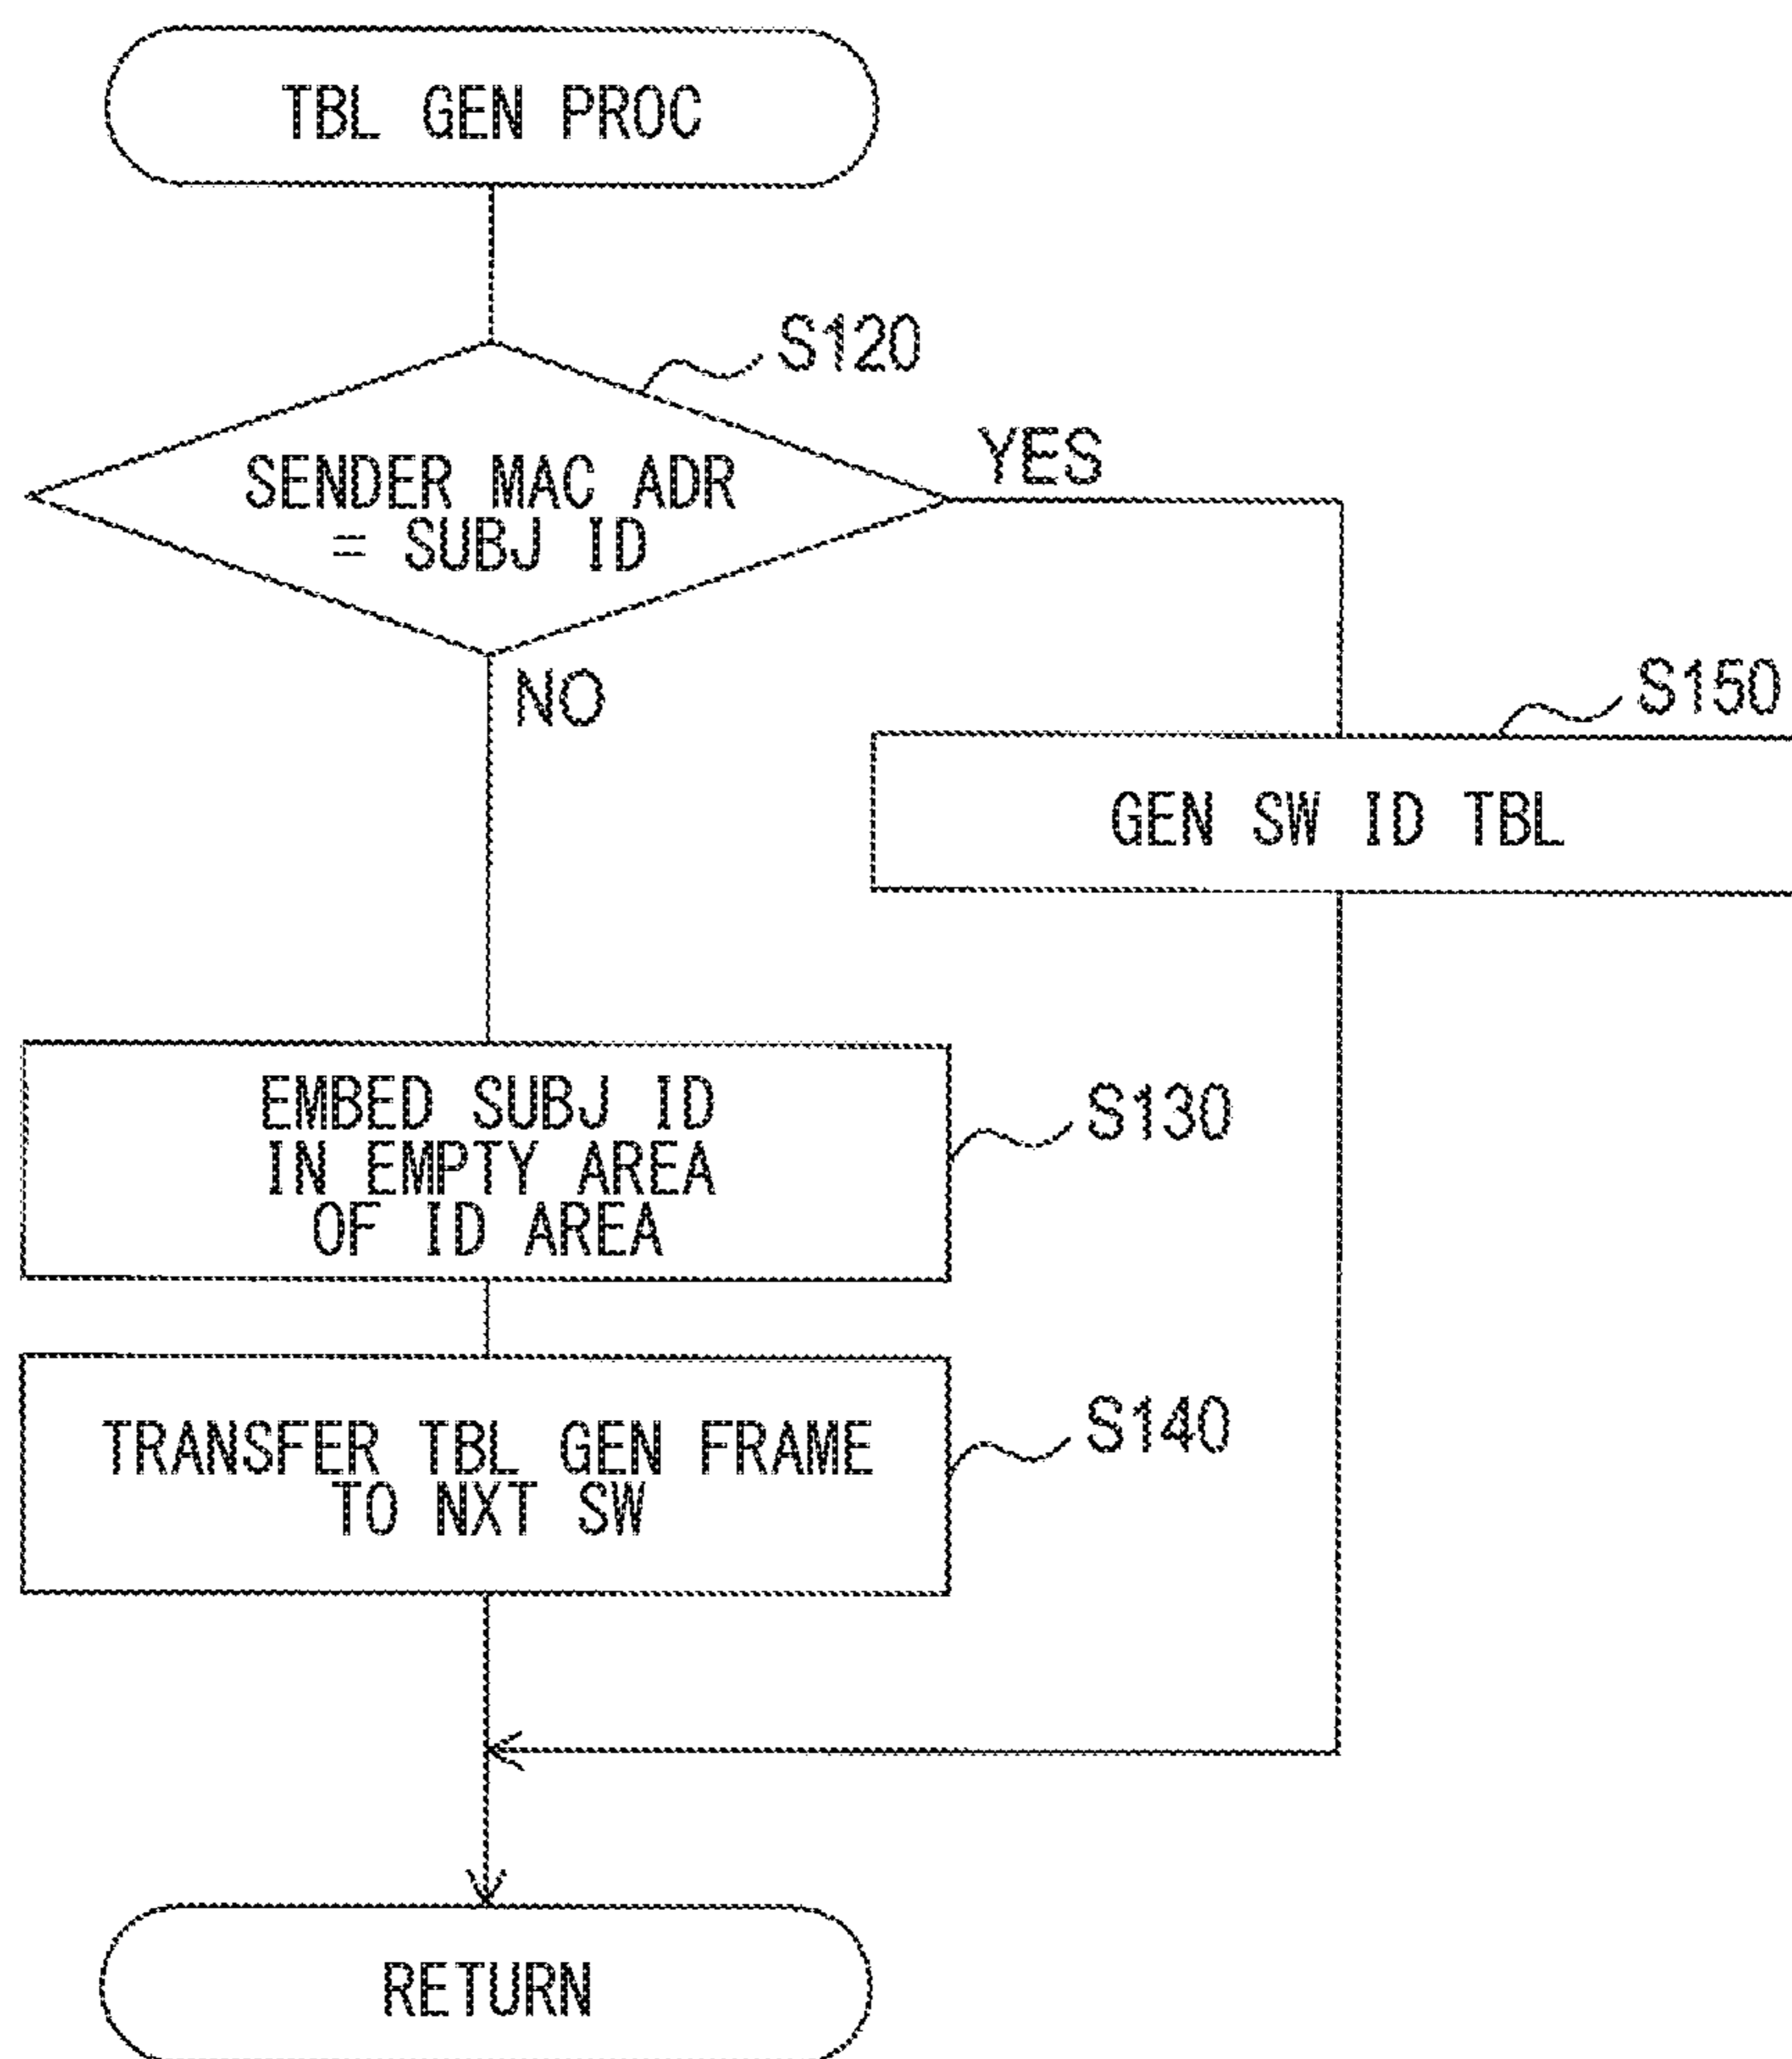 TBL GEN PROC
S120
SENDER MAC ADR
= SUBJ ID
YES
NO
S150
GEN SW ID TBL
EMBED SUBJ ID
IN EMPTY AREA
OF ID AREA
S130
TRANSFER TBL GEN FRAME
TO NXT SW
S140
RETURN